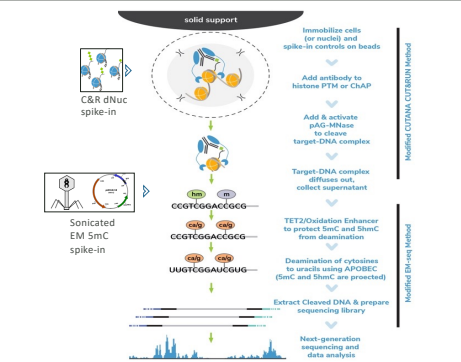 solid support
Immobilize cells
(or nuclei) and
spike-in controls on beads
C&R dNuc
spike-in
Add antibody to
histone PTM or ChAP
Add & activate
pAG-MNase
to cleave
target-DNA complex
Target-DNA complex
diffuses out,
collect supernatant
Modified CUTANA CUT&RUN Method
Sonicated
EM 5mC
spike-in
hm m
CCGTCGGACCGCG
TET2/Oxidation Enhancer
to protect 5mC and 5hmC
from deamination
ca/g ca/g
CCGTCGGACCGCG
Deamination of cytosines
to uracils using APOBEC
(5mC and 5hmC are proected)
ca/g ca/g
UUGTCGGAUCGUG
Extract Cleaved DNA & prepare
sequencing library
Next-generation
sequencing and
data analysis
Modified EM-seq Method